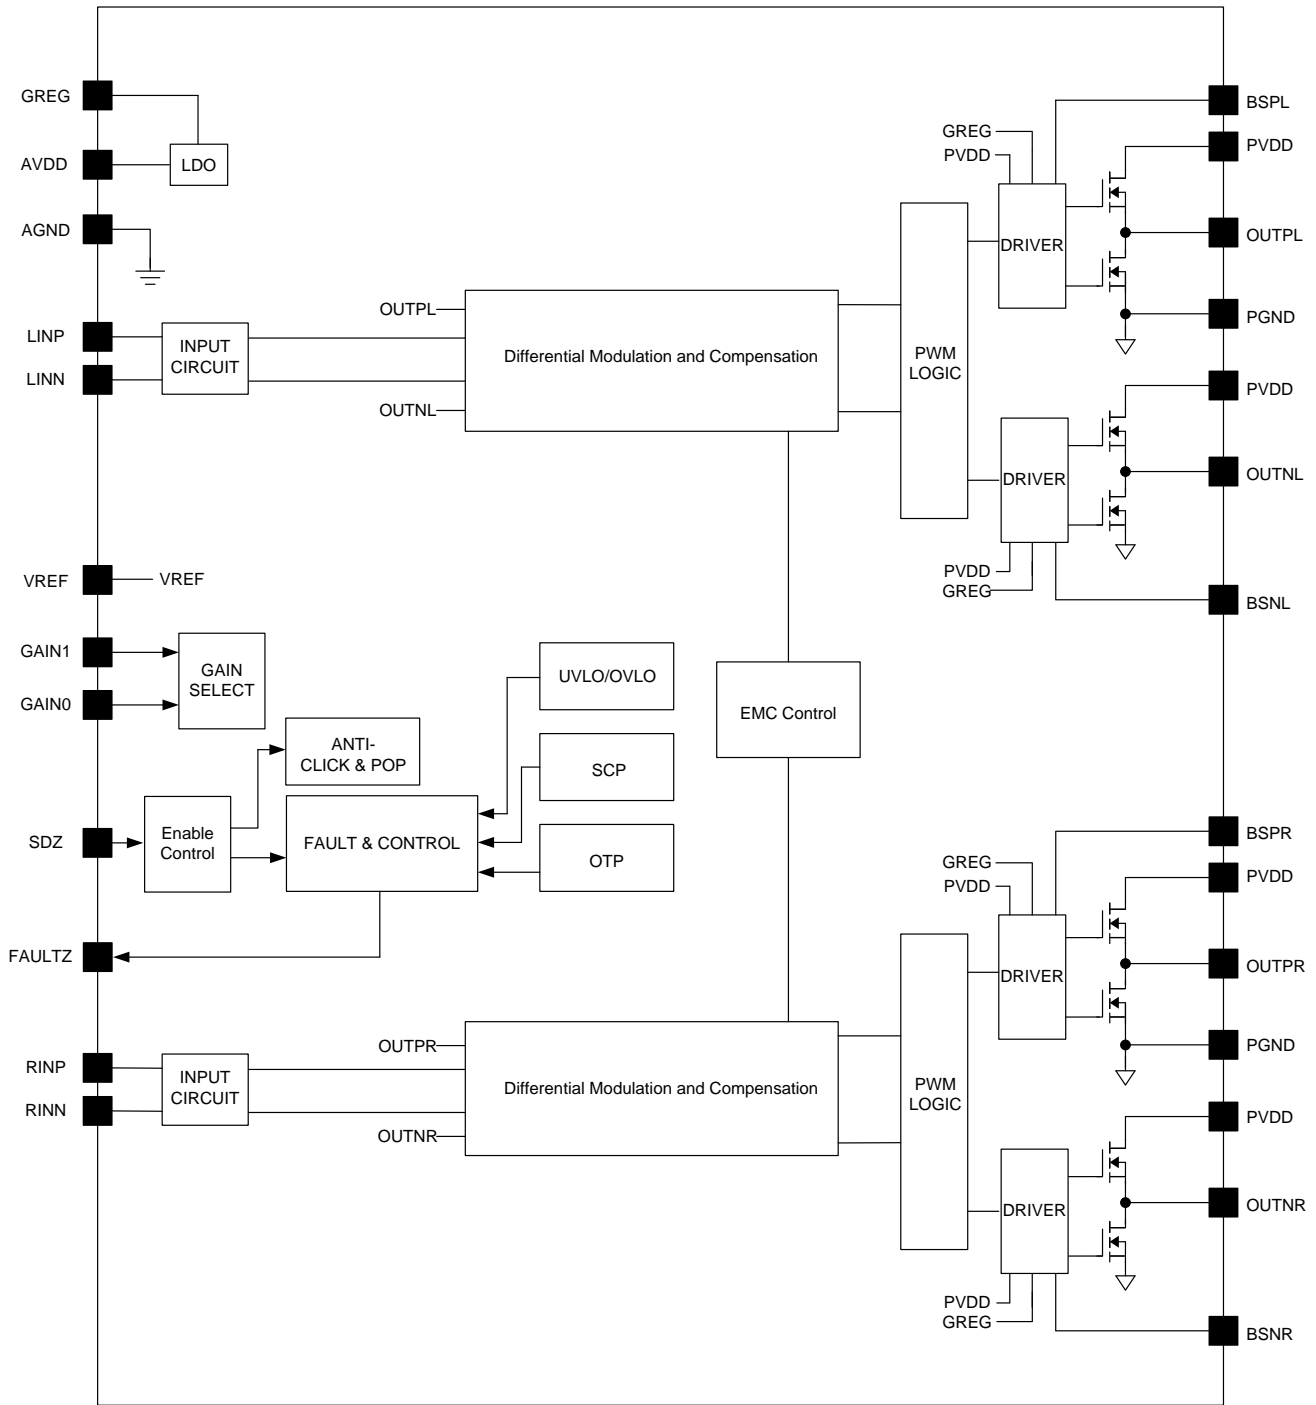 GREG
AVDD
LDO
AGND
LINP
LINN
INPUT
CIRCUIT
OUTPL
OUTNL
Differential Modulation and Compensation
PWM
LOGIC
GREG
PVDD
DRIVER
BSPL
PVDD
OUTPL
PGND
PVDD
DRIVER
OUTNL
PVDD
GREG
BSNL
VREF
VREF
GAIN1
GAIN0
GAIN
SELECT
ANTI-
CLICK & POP
UVLO/OVLO
SCP
OTP
EMC Control
SDZ
Enable
Control
FAULT & CONTROL
FAULTZ
RINP
RINN
INPUT
CIRCUIT
OUTPR
OUTNR
Differential Modulation and Compensation
PWM
LOGIC
GREG
PVDD
DRIVER
BSPR
PVDD
OUTPR
PGND
PVDD
DRIVER
OUTNR
PVDD
GREG
BSNR